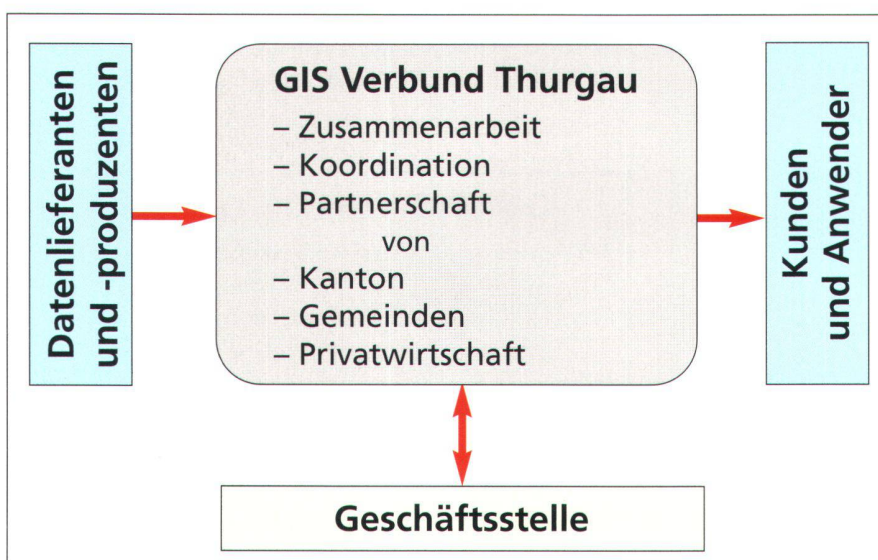 Datenlieferanten
und -produzenten
GIS Verbund Thurgau
– Zusammenarbeit
– Koordination
– Partnerschaft
von
– Kanton
– Gemeinden
– Privatwirtschaft
Kunden
und Anwender
Geschäftsstelle